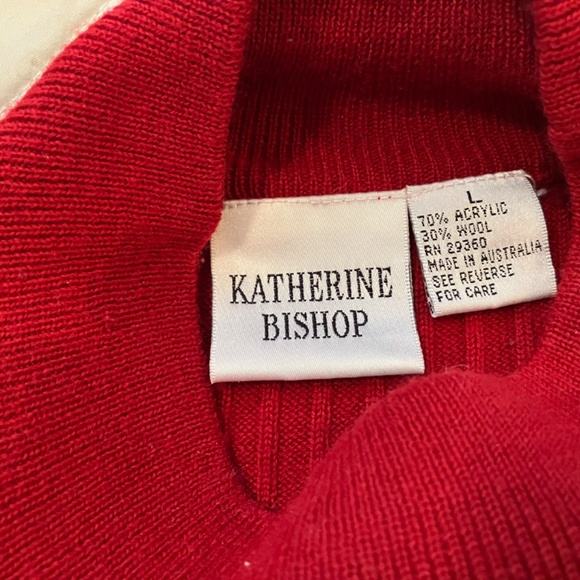 KATHERINE
BISHOP
L
70% ACRYLIC
30% WOOL
RN 29360
MADE IN AUSTRALIA
SEE REVERSE
FOR CARE